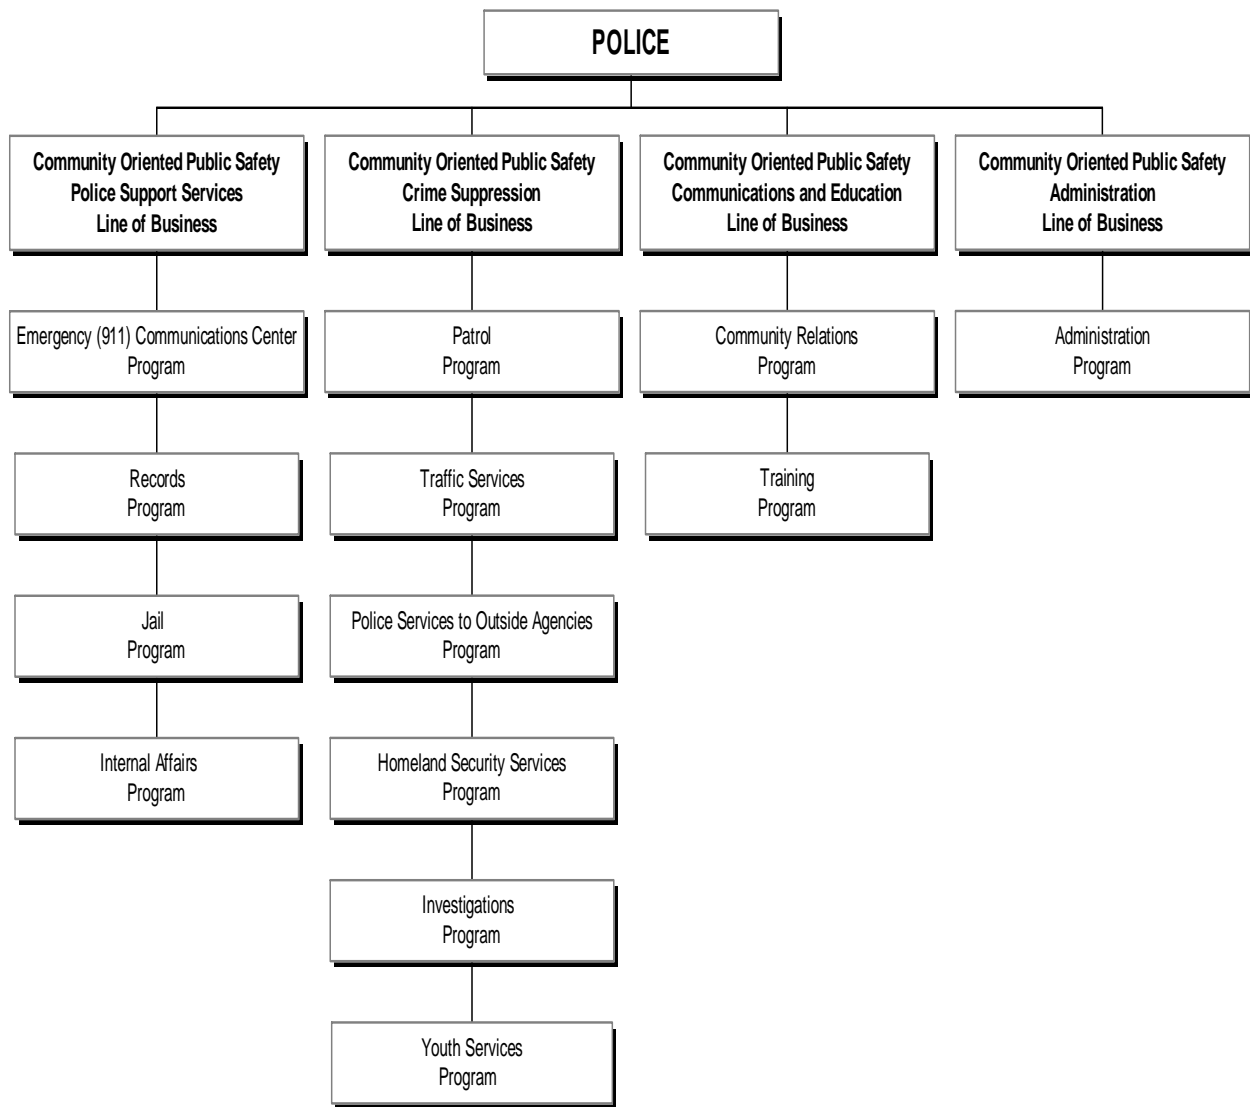 POLICE
Community Oriented Public Safety
Police Support Services
Line of Business
Community Oriented Public Safety
Crime Suppression
Line of Business
Community Oriented Public Safety
Communications and Education
Line of Business
Community Oriented Public Safety
Administration
Line of Business
Emergency (911) Communications Center
Program
Patrol
Program
Community Relations
Program
Administration
Program
Records
Program
Traffic Services
Program
Training
Program
Jail
Program
Police Services to Outside Agencies
Program
Internal Affairs
Program
Homeland Security Services
Program
Investigations
Program
Youth Services
Program